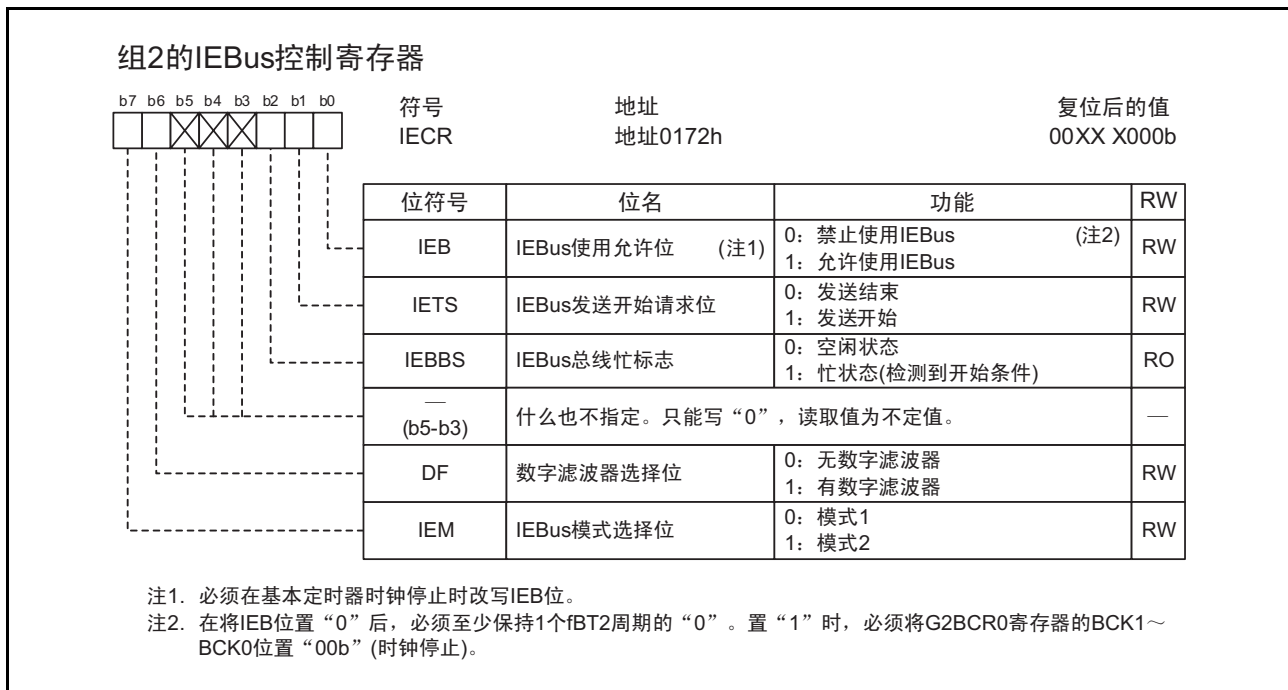 组2的IEBus控制寄存器
b7 b6 b5 b4 b3 b2 b1 b0
符号 地址 复位后的值
IECR 地址0172h 00XX X000b
位符号 位名 功能 RW
IEB IEBus使用允许位 (注1) 0：禁止使用IEBus (注2) RW
1：允许使用IEBus
IETS IEBus发送开始请求位 0：发送结束 RW
1：发送开始
IEBBS IEBus总线忙标志 0：空闲状态 RO
1：忙状态(检测到开始条件)
— (b5-b3) 什么也不指定。只能写“0”，读取值为不定值。 —
DF 数字滤波器选择位 0：无数字滤波器 RW
1：有数字滤波器
IEM IEBus模式选择位 0：模式1 RW
1：模式2
注1. 必须在基本定时器时钟停止时改写IEB位。
注2. 在将IEB位置“0”后，必须至少保持1个fBT2周期的“0”。置“1”时，必须将G2BCR0寄存器的BCK1～
BCK0位置“00b”(时钟停止)。